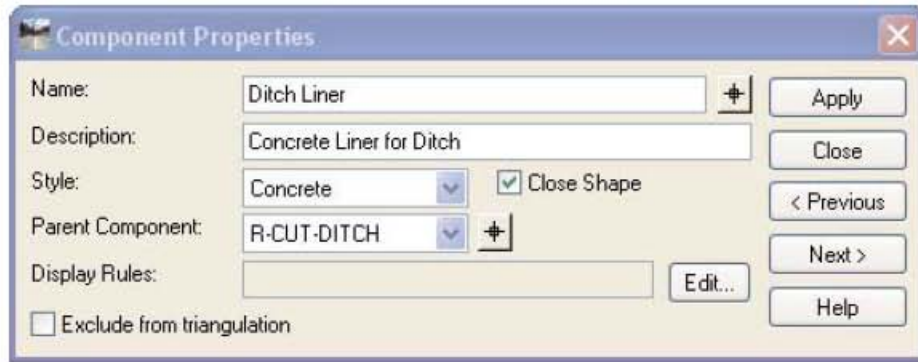 Component Properties
Name:
Ditch Liner
Apply
Description:
Concrete Liner for Ditch
Close
Style:
Concrete
Close Shape
< Previous
Parent Component:
R-CUT-DITCH
Next >
Display Rules:
Edit...
Help
Exclude from triangulation